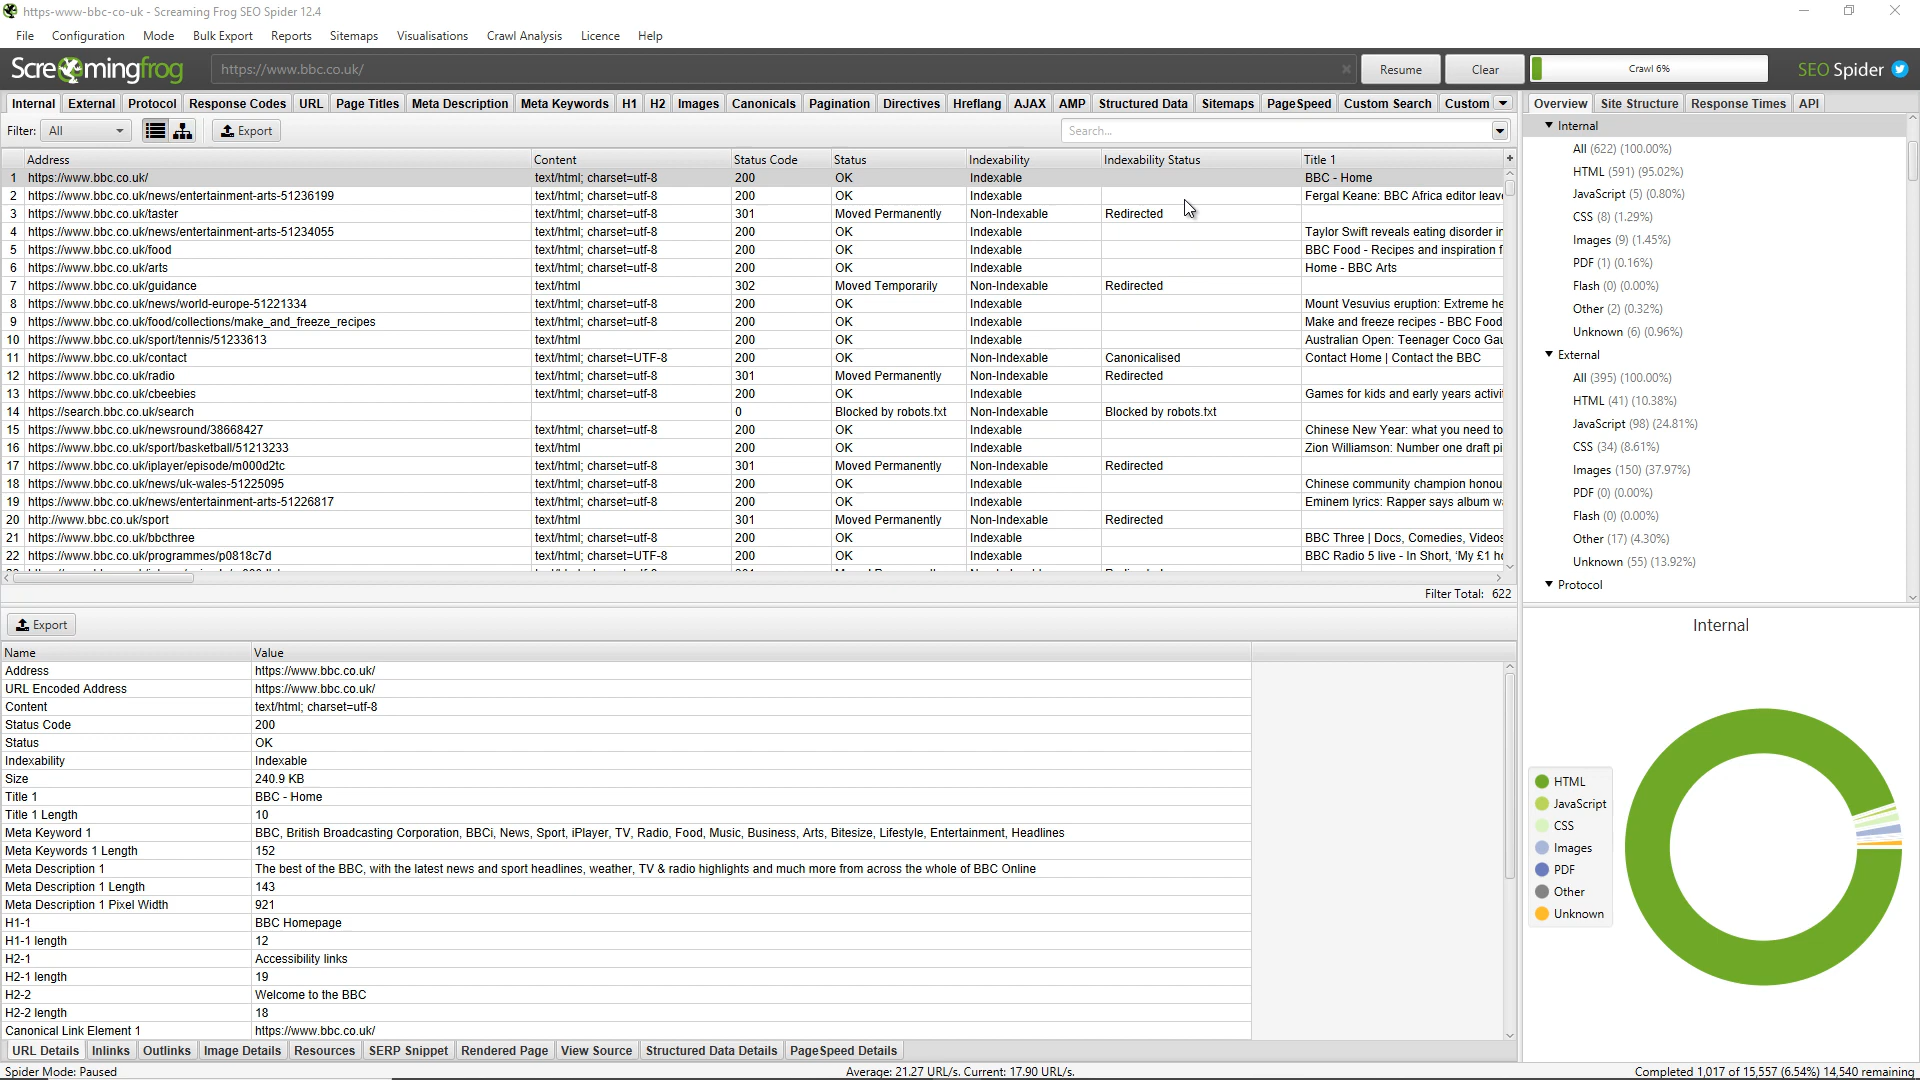 https-www-bbc-co-uk - Screaming Frog SEO Spider 12.4
File Configuration Mode Bulk Export Reports Sitemaps Visualisations Crawl Analysis Licence Help
Screamingfrog https://www.bbc.co.uk/ Resume Clear Crawl 6% SEO Spider
Internal External Protocol Response Codes URL Page Titles Meta Description Meta Keywords H1 H2 Images Canonicals Pagination Directives Hreflang AJAX AMP Structured Data Sitemaps PageSpeed Custom Search Custom
Filter: All Export Search...
Address Content Status Code Status Indexability Indexability Status Title 1
1 https://www.bbc.co.uk/ text/html; charset=utf-8 200 OK Indexable BBC - Home
2 https://www.bbc.co.uk/news/entertainment-arts-51236199 text/html; charset=utf-8 200 OK Indexable Fergal Keane: BBC Africa editor leav
3 https://www.bbc.co.uk/taster text/html; charset=utf-8 301 Moved Permanently Non-Indexable Redirected
4 https://www.bbc.co.uk/news/entertainment-arts-51234055 text/html; charset=utf-8 200 OK Indexable Taylor Swift reveals eating disorder in
5 https://www.bbc.co.uk/food text/html; charset=utf-8 200 OK Indexable BBC Food - Recipes and inspiration f
6 https://www.bbc.co.uk/arts text/html; charset=utf-8 200 OK Indexable Home - BBC Arts
7 https://www.bbc.co.uk/guidance text/html 302 Moved Temporarily Non-Indexable Redirected
8 https://www.bbc.co.uk/news/world-europe-51221334 text/html; charset=utf-8 200 OK Indexable Mount Vesuvius eruption: Extreme he
9 https://www.bbc.co.uk/food/collections/make_and_freeze_recipes text/html; charset=utf-8 200 OK Indexable Make and freeze recipes - BBC Food
10 https://www.bbc.co.uk/sport/tennis/51233613 text/html 200 OK Indexable Australian Open: Teenager Coco Gau
11 https://www.bbc.co.uk/contact text/html; charset=UTF-8 200 OK Non-Indexable Canonicalised Contact Home | Contact the BBC
12 https://www.bbc.co.uk/radio text/html; charset=utf-8 301 Moved Permanently Non-Indexable Redirected
13 https://www.bbc.co.uk/cbeebies text/html; charset=utf-8 200 OK Indexable Games for kids and early years activi
14 https://search.bbc.co.uk/search 0 Blocked by robots.txt Non-Indexable Blocked by robots.txt
15 https://www.bbc.co.uk/newsround/38668427 text/html; charset=utf-8 200 OK Indexable Chinese New Year: what you need to
16 https://www.bbc.co.uk/sport/basketball/51213233 text/html 200 OK Indexable Zion Williamson: Number one draft pi
17 https://www.bbc.co.uk/iplayer/episode/m000d2tc text/html; charset=utf-8 301 Moved Permanently Non-Indexable Redirected
18 https://www.bbc.co.uk/news/uk-wales-51225095 text/html; charset=utf-8 200 OK Indexable Chinese community champion honou
19 https://www.bbc.co.uk/news/entertainment-arts-51226817 text/html; charset=utf-8 200 OK Indexable Eminem lyrics: Rapper says album w
20 http://www.bbc.co.uk/sport text/html 301 Moved Permanently Non-Indexable Redirected
21 https://www.bbc.co.uk/bbcthree text/html; charset=utf-8 200 OK Indexable BBC Three | Docs, Comedies, Videos
22 https://www.bbc.co.uk/programmes/p0818c7d text/html; charset=UTF-8 200 OK Indexable BBC Radio 5 live - In Short, 'My £1 h
Filter Total: 622
Export
Name Value
Address https://www.bbc.co.uk/
URL Encoded Address https://www.bbc.co.uk/
Content text/html; charset=utf-8
Status Code 200
Status OK
Indexability Indexable
Size 240.9 KB
Title 1 BBC - Home
Title 1 Length 10
Meta Keyword 1 BBC, British Broadcasting Corporation, BBCi, News, Sport, iPlayer, TV, Radio, Food, Music, Business, Arts, Bitesize, Lifestyle, Entertainment, Headlines
Meta Keywords 1 Length 152
Meta Description 1 The best of the BBC, with the latest news and sport headlines, weather, TV & radio highlights and much more from across the whole of BBC Online
Meta Description 1 Length 143
Meta Description 1 Pixel Width 921
H1-1 BBC Homepage
H1-1 length 12
H2-1 Accessibility links
H2-1 length 19
H2-2 Welcome to the BBC
H2-2 length 18
Canonical Link Element 1 https://www.bbc.co.uk/
URL Details Inlinks Outlinks Image Details Resources SERP Snippet Rendered Page View Source Structured Data Details PageSpeed Details
Overview Site Structure Response Times API
Internal
All (622) (100.00%)
HTML (591) (95.02%)
JavaScript (5) (0.80%)
CSS (8) (1.29%)
Images (9) (1.45%)
PDF (1) (0.16%)
Flash (0) (0.00%)
Other (2) (0.32%)
Unknown (6) (0.96%)
External
All (395) (100.00%)
HTML (41) (10.38%)
JavaScript (98) (24.81%)
CSS (34) (8.61%)
Images (150) (37.97%)
PDF (0) (0.00%)
Flash (0) (0.00%)
Other (17) (4.30%)
Unknown (55) (13.92%)
Protocol
Internal
HTML
JavaScript
CSS
Images
PDF
Other
Unknown
Spider Mode: Paused Average: 21.27 URL/s. Current: 17.90 URL/s. Completed 1,017 of 15,557 (6.54%) 14,540 remaining